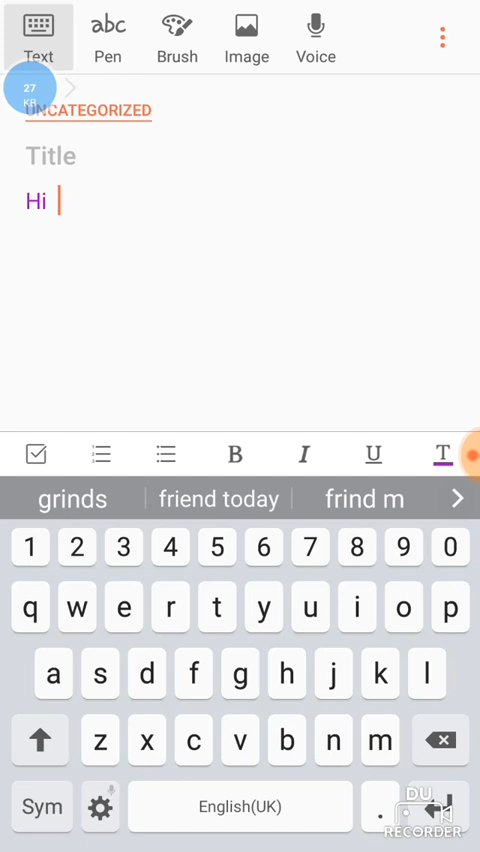 Text Pen Brush Image Voice
27
KB
UNCATEGORIZED
Title
Hi
B I U T
grinds friend today frind m
1 2 3 4 5 6 7 8 9 0
q w e r t y u i o p
a s d f g h j k l
z x c v b n m
Sym English(UK) .
DU
RECORDER